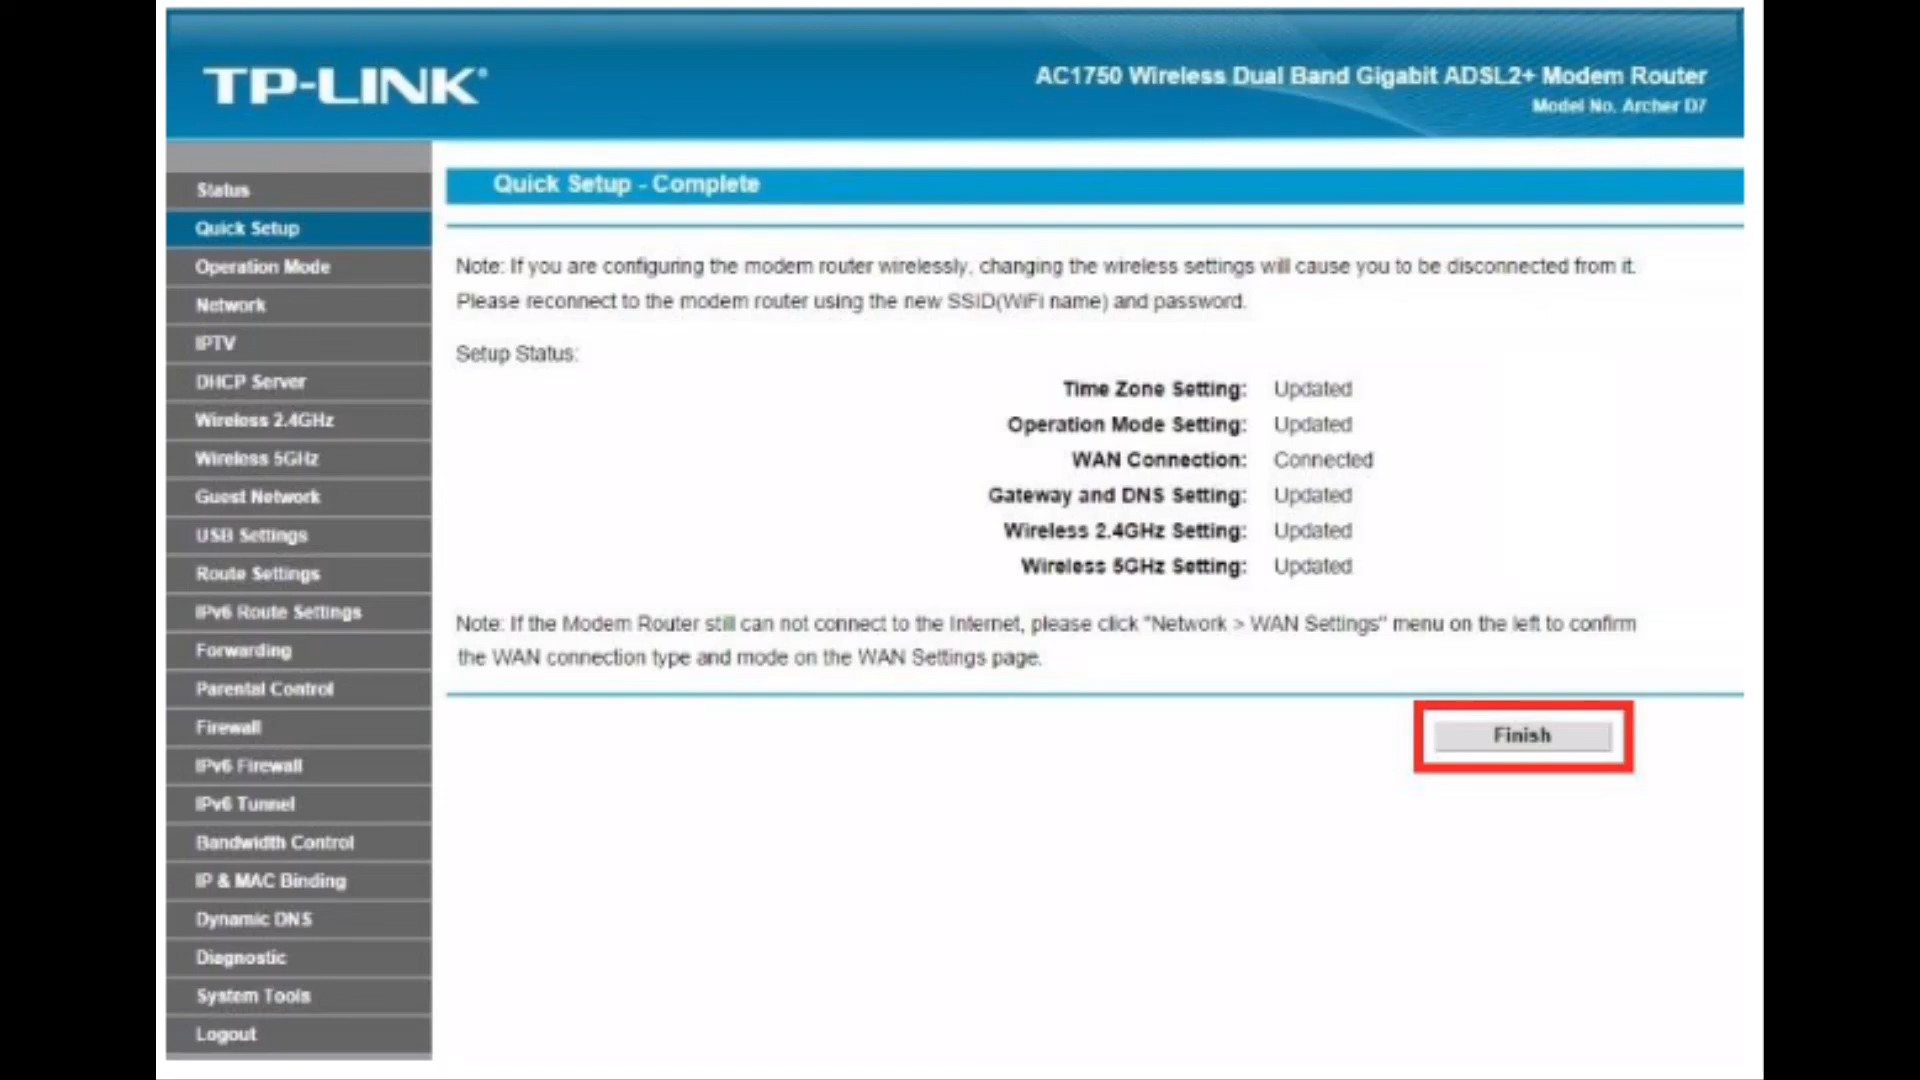 TP-LINK®
AC1750 Wireless Dual Band Gigabit ADSL2+ Modem Router
Model No. Archer D7
Status
Quick Setup
Operation Mode
Network
IPTV
DHCP Server
Wireless 2.4GHz
Wireless 5GHz
Guest Network
USB Settings
Route Settings
IPv6 Route Settings
Forwarding
Parental Control
Firewall
IPv6 Firewall
IPv6 Tunnel
Bandwidth Control
IP & MAC Binding
Dynamic DNS
Diagnostic
System Tools
Logout
Quick Setup - Complete
Note: If you are configuring the modem router wirelessly, changing the wireless settings will cause you to be disconnected from it.
Please reconnect to the modem router using the new SSID(WiFi name) and password.
Setup Status:
Time Zone Setting: Updated
Operation Mode Setting: Updated
WAN Connection: Connected
Gateway and DNS Setting: Updated
Wireless 2.4GHz Setting: Updated
Wireless 5GHz Setting: Updated
Note: If the Modem Router still can not connect to the Internet, please click "Network > WAN Settings" menu on the left to confirm
the WAN connection type and mode on the WAN Settings page.
Finish